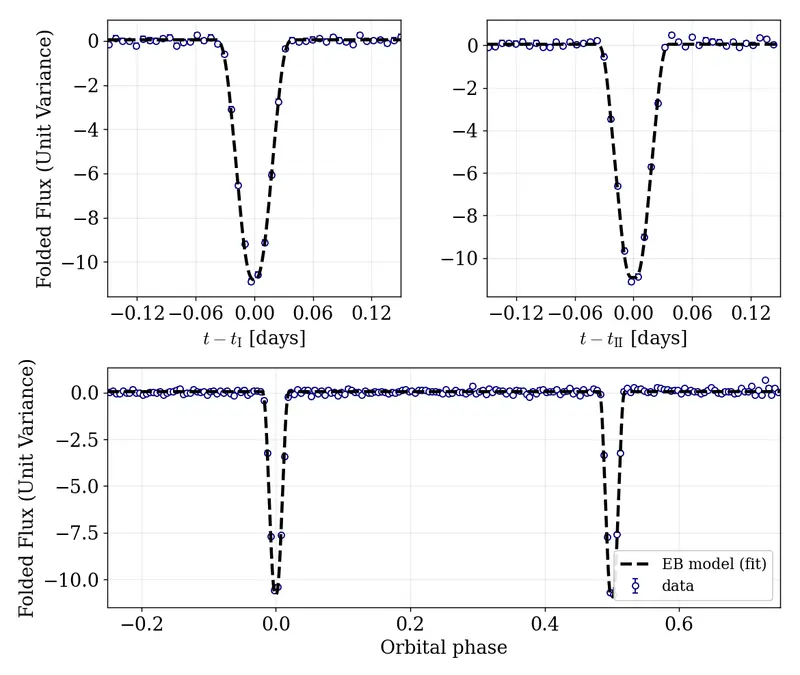 Folded Flux (Unit Variance)
0
−2
−4
−6
−8
−10
−0.12 −0.06 0.00 0.06 0.12
t − tI [days]
0
−2
−4
−6
−8
−10
−0.12 −0.06 0.00 0.06 0.12
t − tII [days]
Folded Flux (Unit Variance)
0.0
−2.5
−5.0
−7.5
−10.0
−0.2 0.0 0.2 0.4 0.6
Orbital phase
EB model (fit)
data